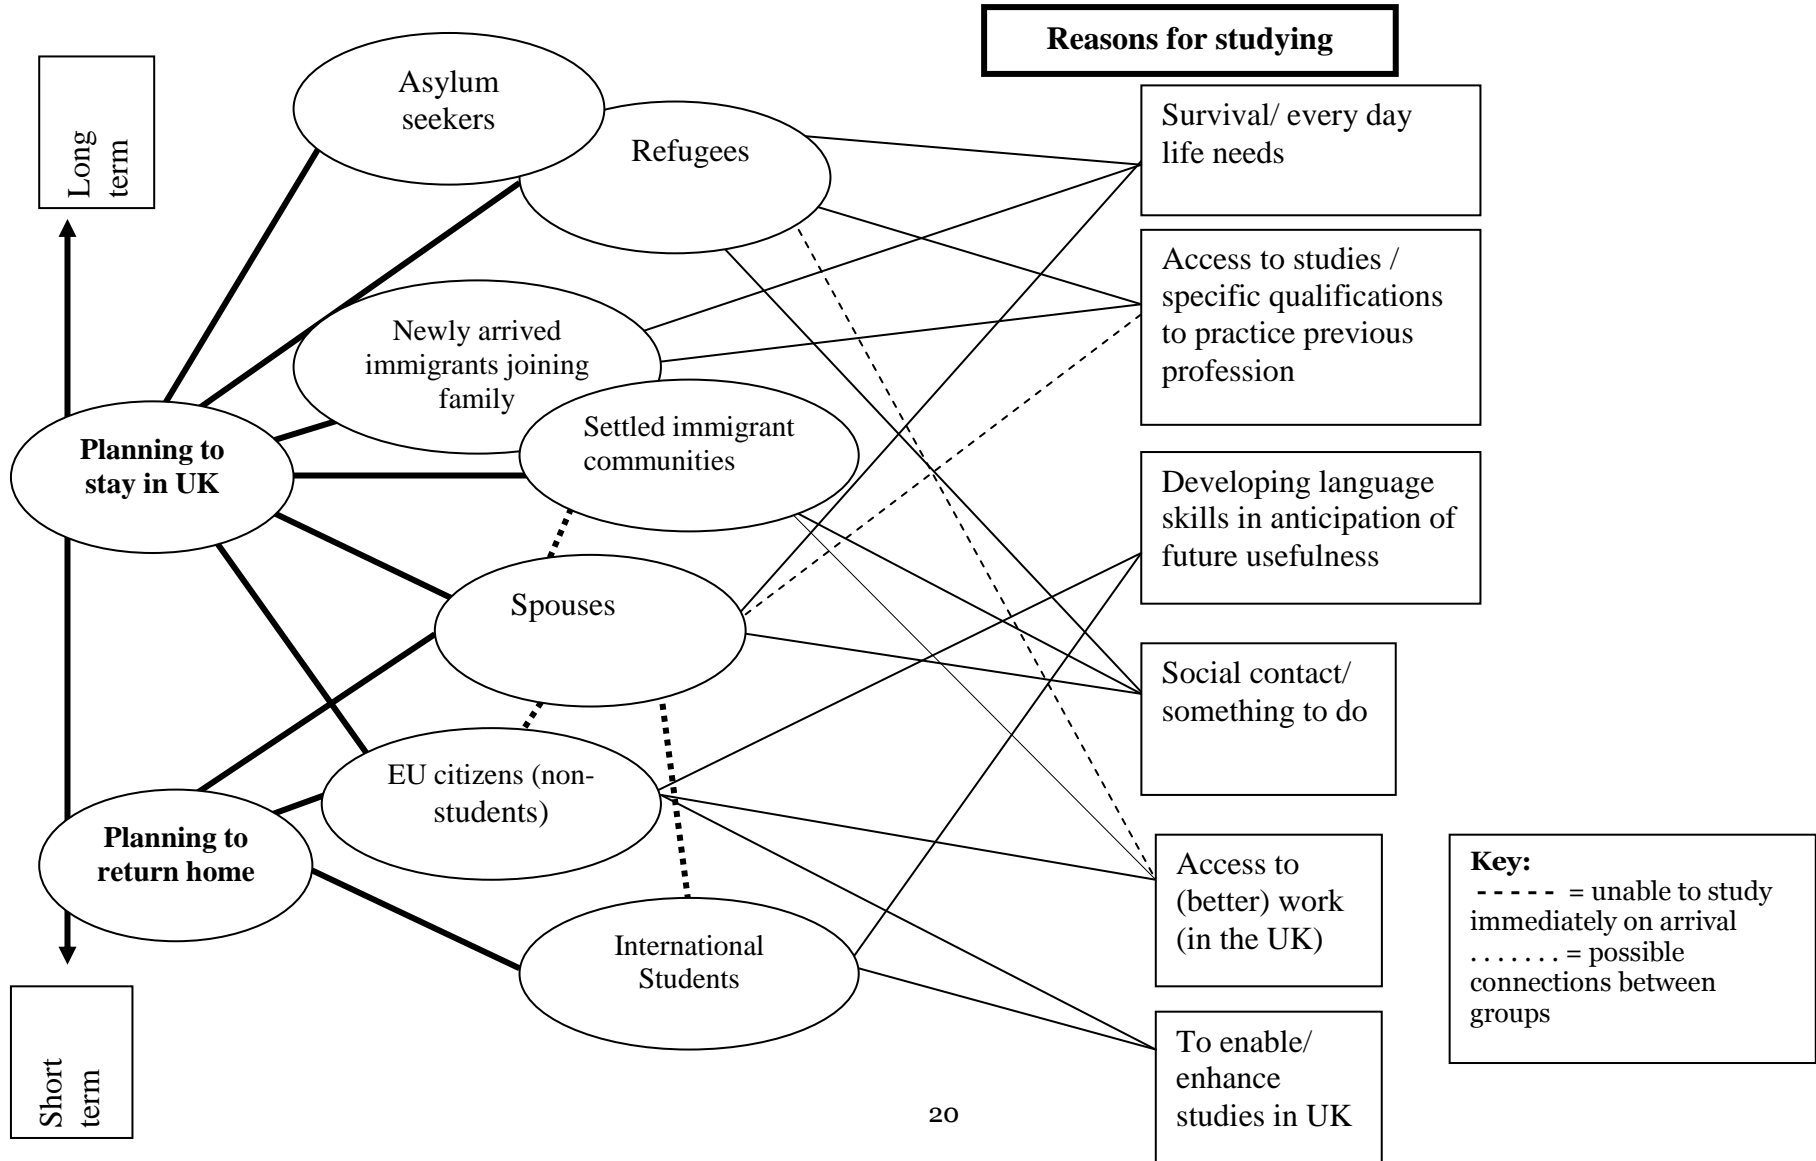 Reasons for studying
Long
term
Asylum
seekers
Refugees
Newly arrived
immigrants joining
family
Settled immigrant
communities
Planning to
stay in UK
Spouses
EU citizens (non-
students)
Planning to
return home
International
Students
Short
term
Survival/ every day
life needs
Access to studies /
specific qualifications
to practice previous
profession
Developing language
skills in anticipation of
future usefulness
Social contact/
something to do
Access to
(better) work
(in the UK)
To enable/
enhance
studies in UK
Key:
- - - - - = unable to study
immediately on arrival
. . . . . . . = possible
connections between
groups
20